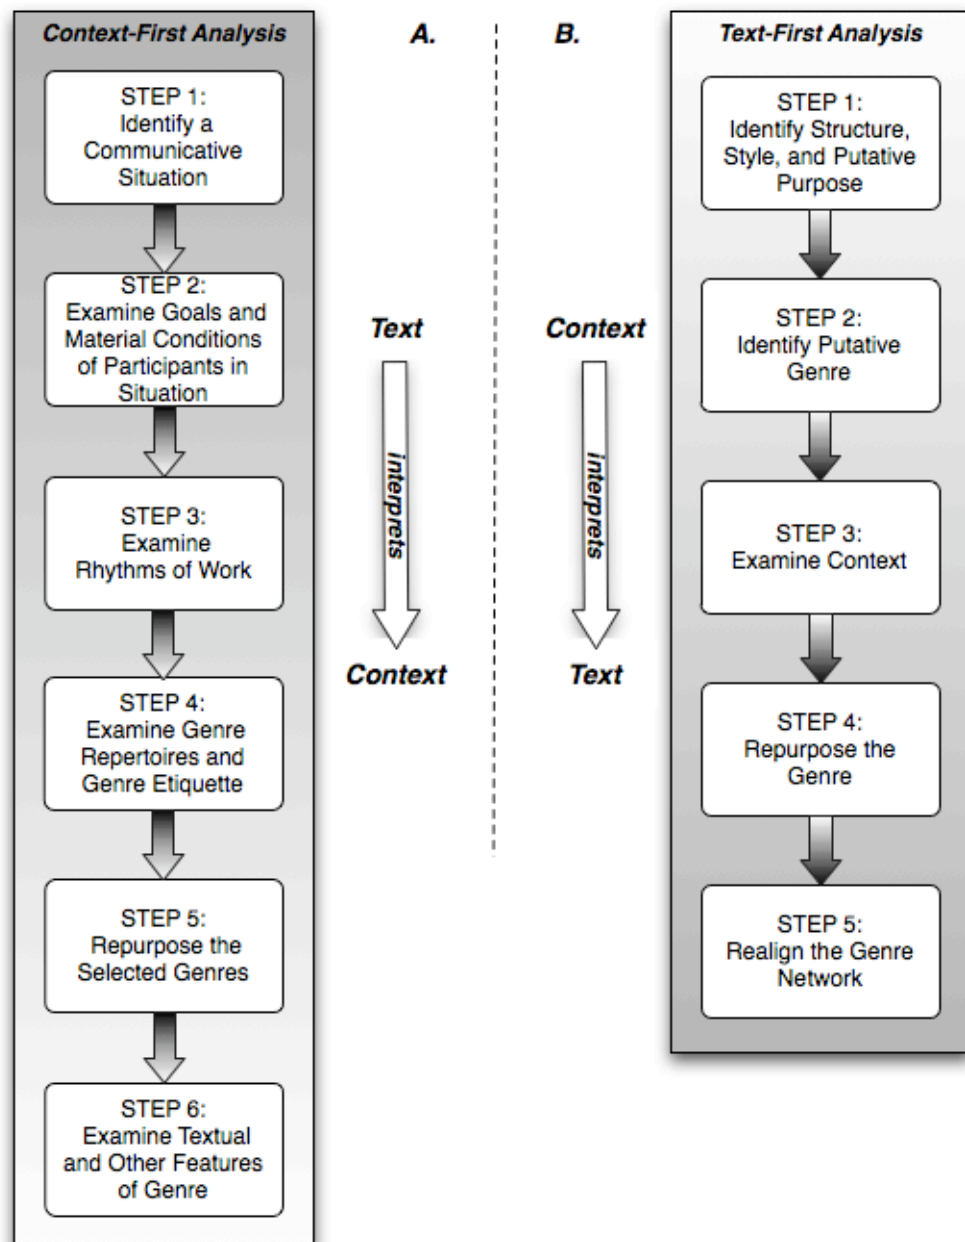 Context-First Analysis
STEP 1:
Identify a
Communicative
Situation
STEP 2:
Examine Goals and
Material Conditions
of Participants in
Situation
STEP 3:
Examine
Rhythms of Work
STEP 4:
Examine Genre
Repertoires and
Genre Etiquette
STEP 5:
Repurpose the
Selected Genres
STEP 6:
Examine Textual
and Other Features
of Genre
A.
Text
interprets
Context
B.
Context
interprets
Text
Text-First Analysis
STEP 1:
Identify Structure,
Style, and Putative
Purpose
STEP 2:
Identify Putative
Genre
STEP 3:
Examine Context
STEP 4:
Repurpose the
Genre
STEP 5:
Realign the Genre
Network